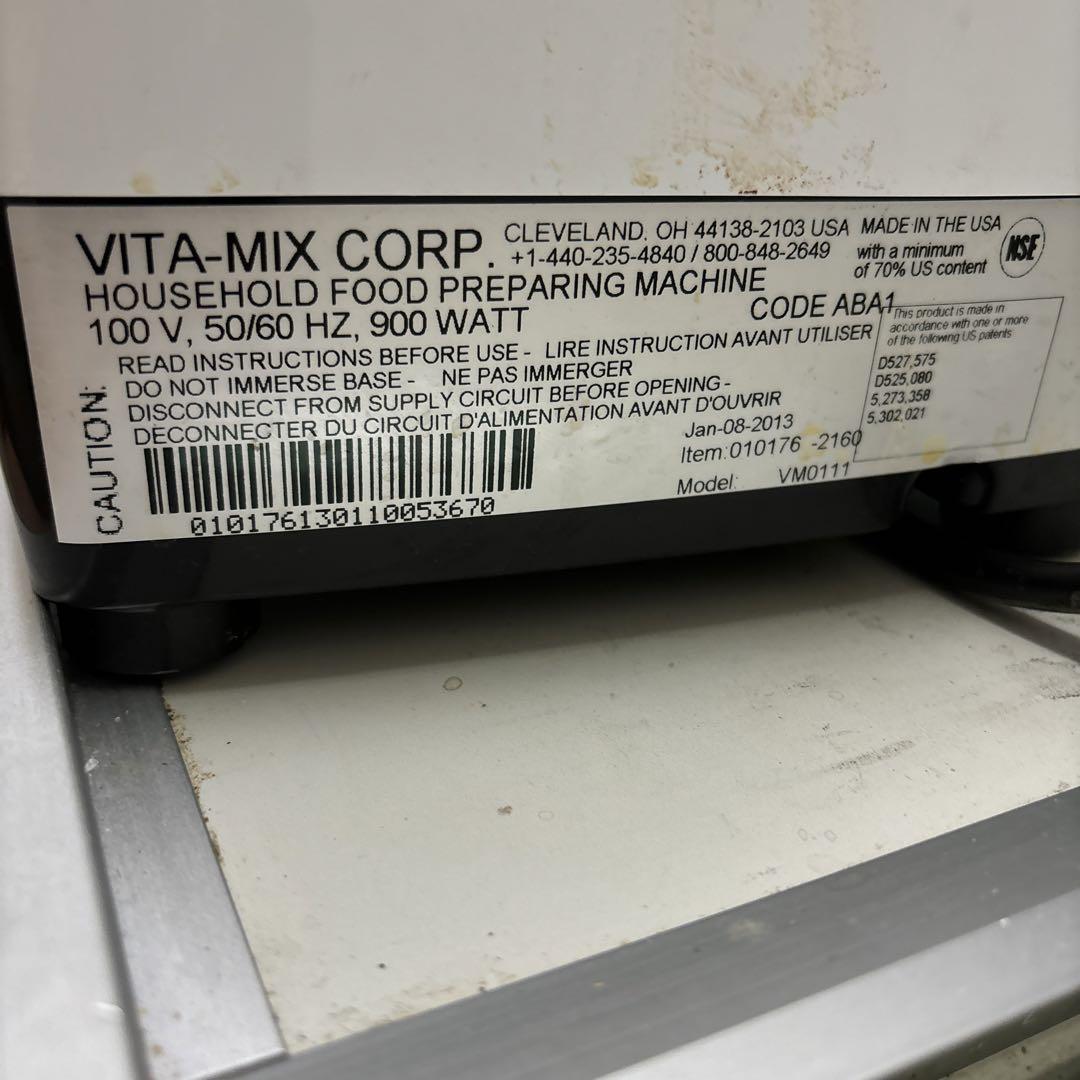 VITA-MIX CORP.
CLEVELAND, OH 44138-2103 USA
+1-440-235-4840 / 800-848-2649
MADE IN THE USA
with a minimum
of 70% US content
NSF
HOUSEHOLD FOOD PREPARING MACHINE
100 V, 50/60 HZ, 900 WATT
CODE ABA1
This product is made in
accordance with one or more
of the following US patents
D527,575
D525,080
5,273,358
5,302,021
CAUTION:
READ INSTRUCTIONS BEFORE USE - LIRE INSTRUCTION AVANT UTILISER
DO NOT IMMERSE BASE - NE PAS IMMERGER
DISCONNECT FROM SUPPLY CIRCUIT BEFORE OPENING -
DECONNECTER DU CIRCUIT D'ALIMENTATION AVANT D'OUVRIR
Jan-08-2013
Item:010176 -2160
Model: VM0111
010176130110053670